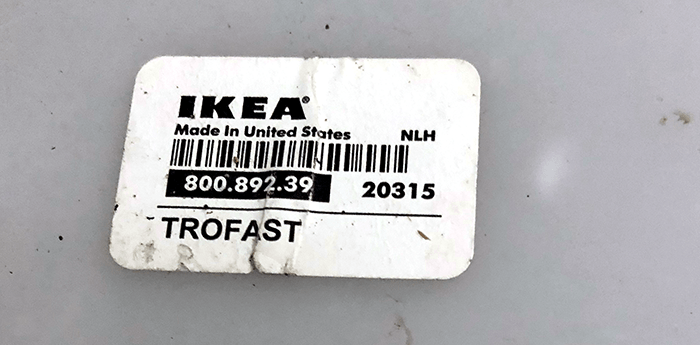 IKEA®
Made In United States NLH
800.892.39 20315
TROFAST